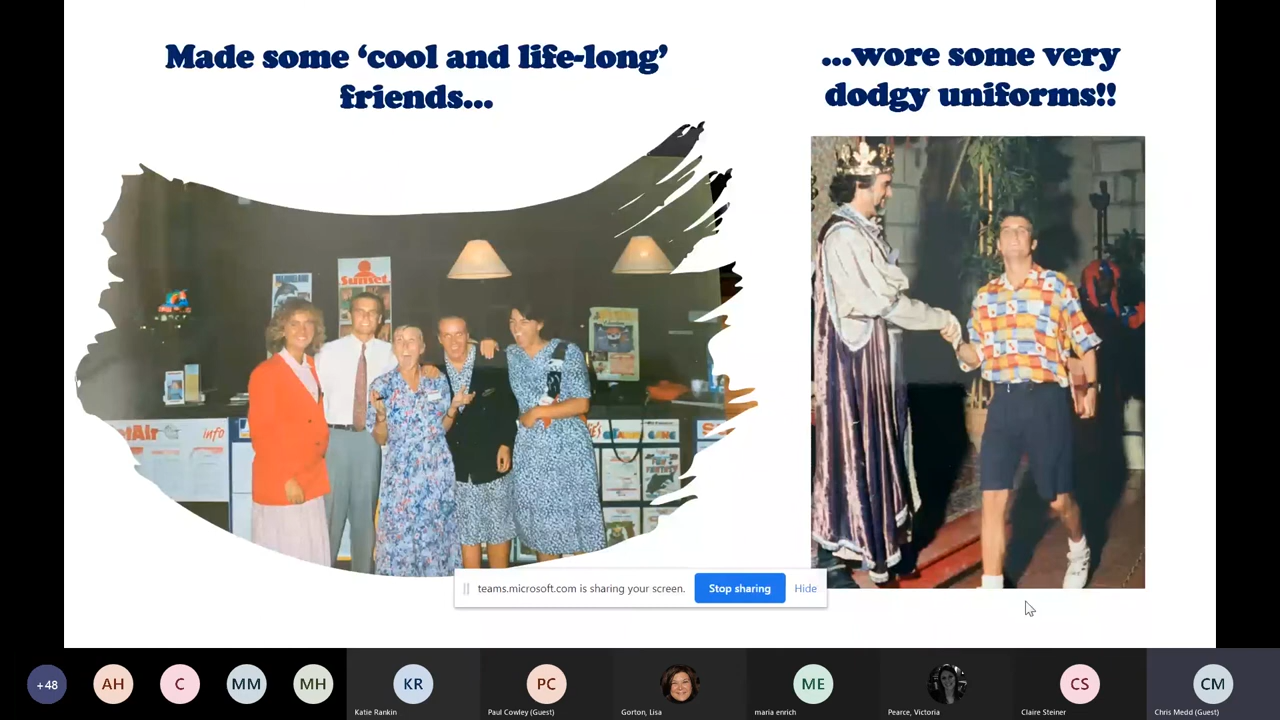 Made some ‘cool and life-long’
friends...
...wore some very
dodgy uniforms!!
Sunset
info
teams.microsoft.com is sharing your screen.
Stop sharing
Hide
+48
AH
C
MM
MH
KR
PC
ME
CS
CM
Katie Rankin
Paul Cowley (Guest)
Gorton, Lisa
maria enrich
Pearce, Victoria
Claire Steiner
Chris Medd (Guest)